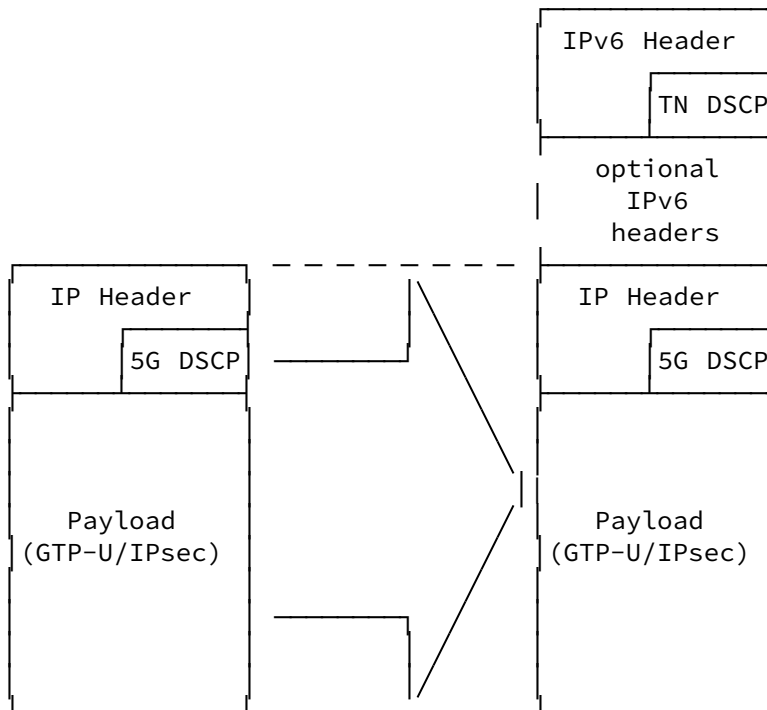 IPv6 Header
TN DSCP
optional
IPv6
headers
IP Header
5G DSCP
Payload
(GTP-U/IPsec)
IP Header
5G DSCP
Payload
(GTP-U/IPsec)